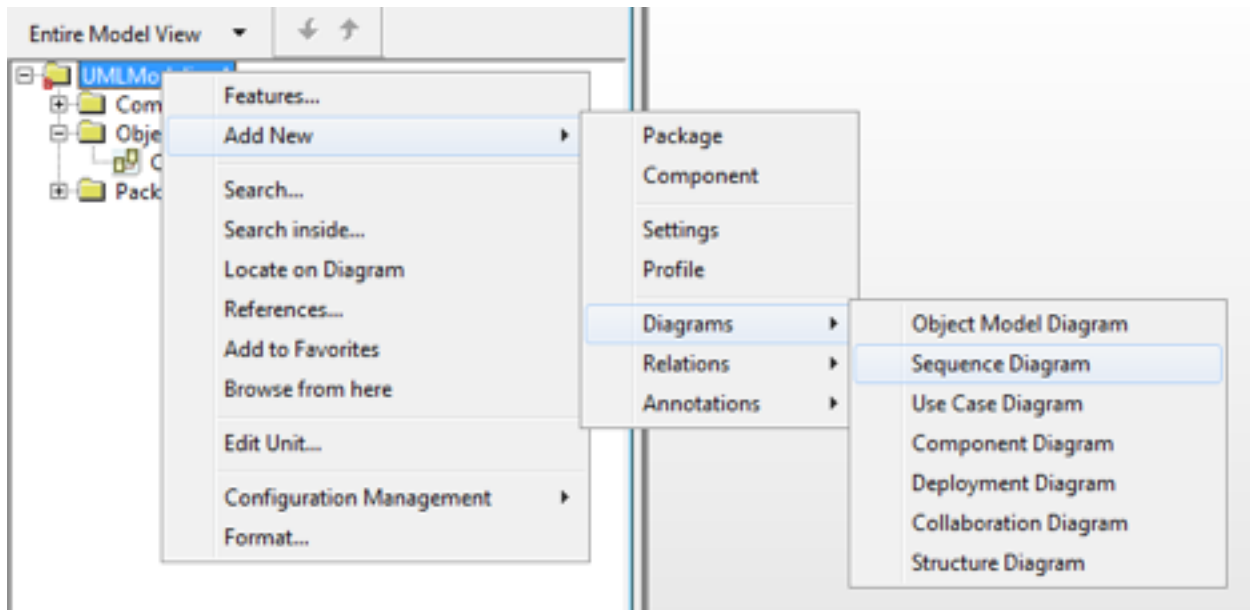 Entire Model View
UMLMo
Com
Obje
C
Pack
Features...
Add New
Search...
Search inside...
Locate on Diagram
References...
Add to Favorites
Browse from here
Edit Unit...
Configuration Management
Format...
Package
Component
Settings
Profile
Diagrams
Relations
Annotations
Object Model Diagram
Sequence Diagram
Use Case Diagram
Component Diagram
Deployment Diagram
Collaboration Diagram
Structure Diagram